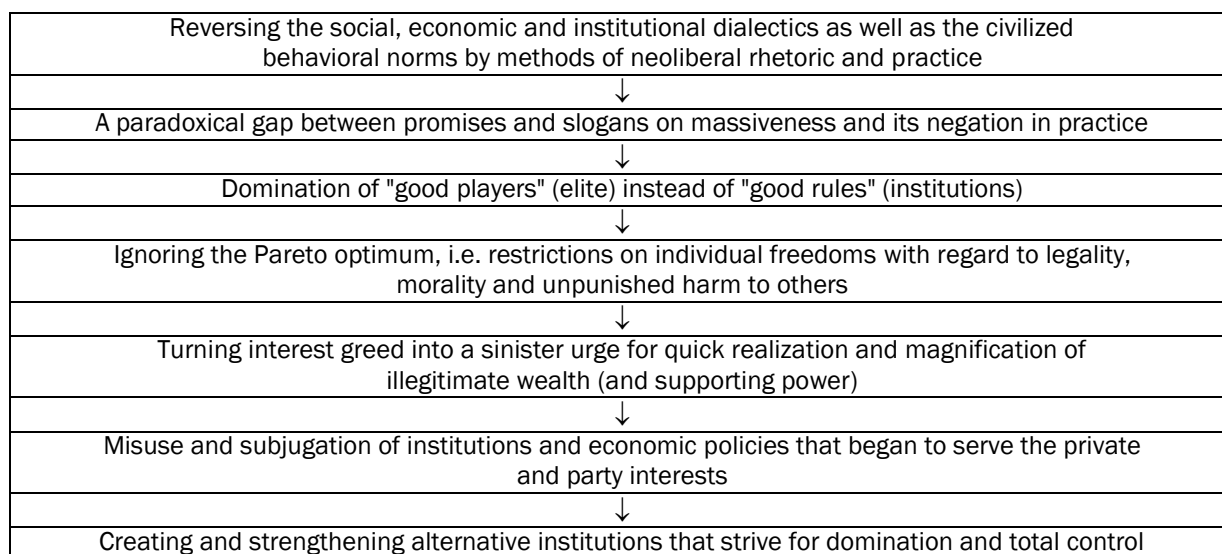 Reversing the social, economic and institutional dialectics as well as the civilized
behavioral norms by methods of neoliberal rhetoric and practice
↓
A paradoxical gap between promises and slogans on massiveness and its negation in practice
↓
Domination of "good players" (elite) instead of "good rules" (institutions)
↓
Ignoring the Pareto optimum, i.e. restrictions on individual freedoms with regard to legality,
morality and unpunished harm to others
↓
Turning interest greed into a sinister urge for quick realization and magnification of
illegitimate wealth (and supporting power)
↓
Misuse and subjugation of institutions and economic policies that began to serve the private
and party interests
↓
Creating and strengthening alternative institutions that strive for domination and total control